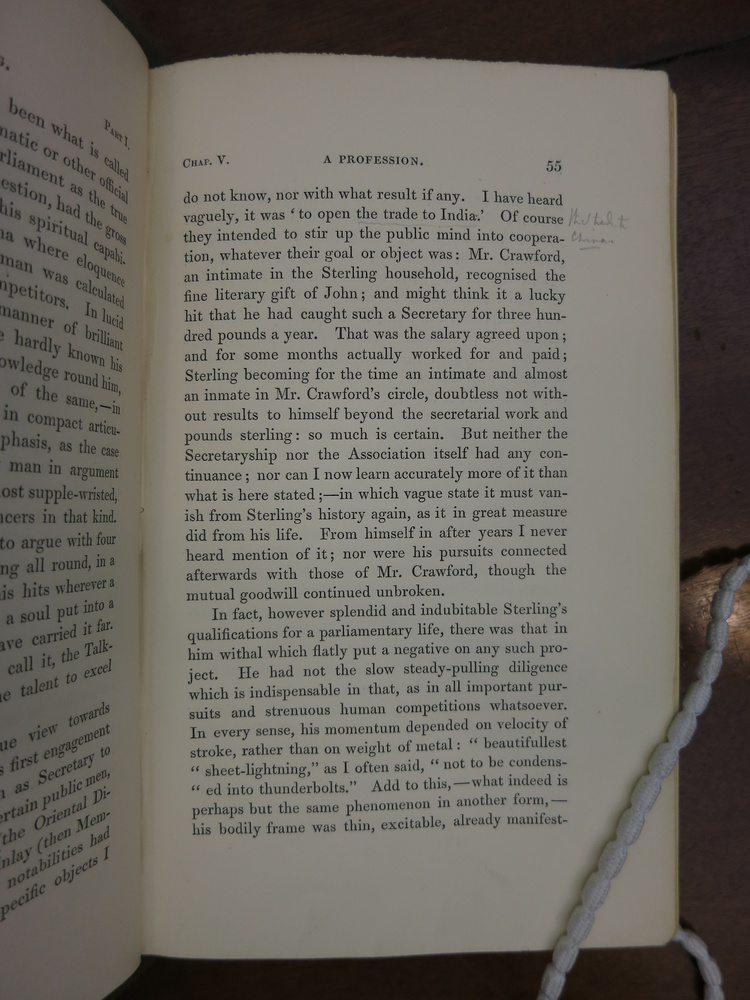 G. PART I.
been what is called
matic or other official
rliament as the true
estion, had the gross
his spiritual capabi-
na where eloquence
man was calculated
mpetitors. In lucid
manner of brilliant
e hardly known his
owledge round him,
of the same,—in
in compact articu-
phasis, as the case
man in argument
ost supple-wristed,
ncers in that kind.
to argue with four
ng all round, in a
his hits wherever a
a soul put into a
ave carried it far.
call it, the Talk-
e talent to excel
ue view towards
s first engagement
n as Secretary to
ertain public men,
the Oriental Di-
nlay (then Mem-
notabilities had
pecific objects I
CHAP. V. A PROFESSION. 55
do not know, nor with what result if any. I have heard
vaguely, it was ‘ to open the trade to India.’ Of course
they intended to stir up the public mind into coopera-
tion, whatever their goal or object was: Mr. Crawford,
an intimate in the Sterling household, recognised the
fine literary gift of John; and might think it a lucky
hit that he had caught such a Secretary for three hun-
dred pounds a year. That was the salary agreed upon;
and for some months actually worked for and paid;
Sterling becoming for the time an intimate and almost
an inmate in Mr. Crawford’s circle, doubtless not with-
out results to himself beyond the secretarial work and
pounds sterling: so much is certain. But neither the
Secretaryship nor the Association itself had any con-
tinuance; nor can I now learn accurately more of it than
what is here stated;—in which vague state it must van-
ish from Sterling’s history again, as it in great measure
did from his life. From himself in after years I never
heard mention of it; nor were his pursuits connected
afterwards with those of Mr. Crawford, though the
mutual goodwill continued unbroken.
In fact, however splendid and indubitable Sterling’s
qualifications for a parliamentary life, there was that in
him withal which flatly put a negative on any such pro-
ject. He had not the slow steady-pulling diligence
which is indispensable in that, as in all important pur-
suits and strenuous human competitions whatsoever.
In every sense, his momentum depended on velocity of
stroke, rather than on weight of metal: “ beautifullest
“ sheet-lightning,” as I often said, “ not to be condens-
“ ed into thunderbolts.” Add to this,—what indeed is
perhaps but the same phenomenon in another form,—
his bodily frame was thin, excitable, already manifest-